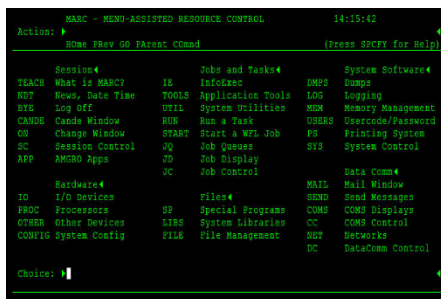 MARC - MENU-ASSISTED RESOURCE CONTROL 14:15:42
Action:
HOme PRev GO PArent COmnd (Press SPCFY for Help)
Session Jobs and Tasks System Software
TEACH What is MARC? IE InfoExec DMPS Dumps
NDT News, Date Time TOOLS Application Tools LOG Logging
BYE Log Off UTIL System Utilities MEM Memory Management
CANDE Cande Window RUN Run a Task USERS Usercode/Password
ON Change Window START Start a WFL Job PS Printing System
SC Session Control JQ Job Queues SYS System Control
APP AMGRO Apps JD Job Display
JC Job Control Data Comm
Hardware MAIL Mail Window
IO I/O Devices Files SEND Send Messages
PROC Processors SP Special Programs COMS COMS Displays
OTHER Other Devices LIBS System Libraries CC COMS Control
CONFIG System Config FILE File Management NET Networks
DC DataComm Control
Choice: